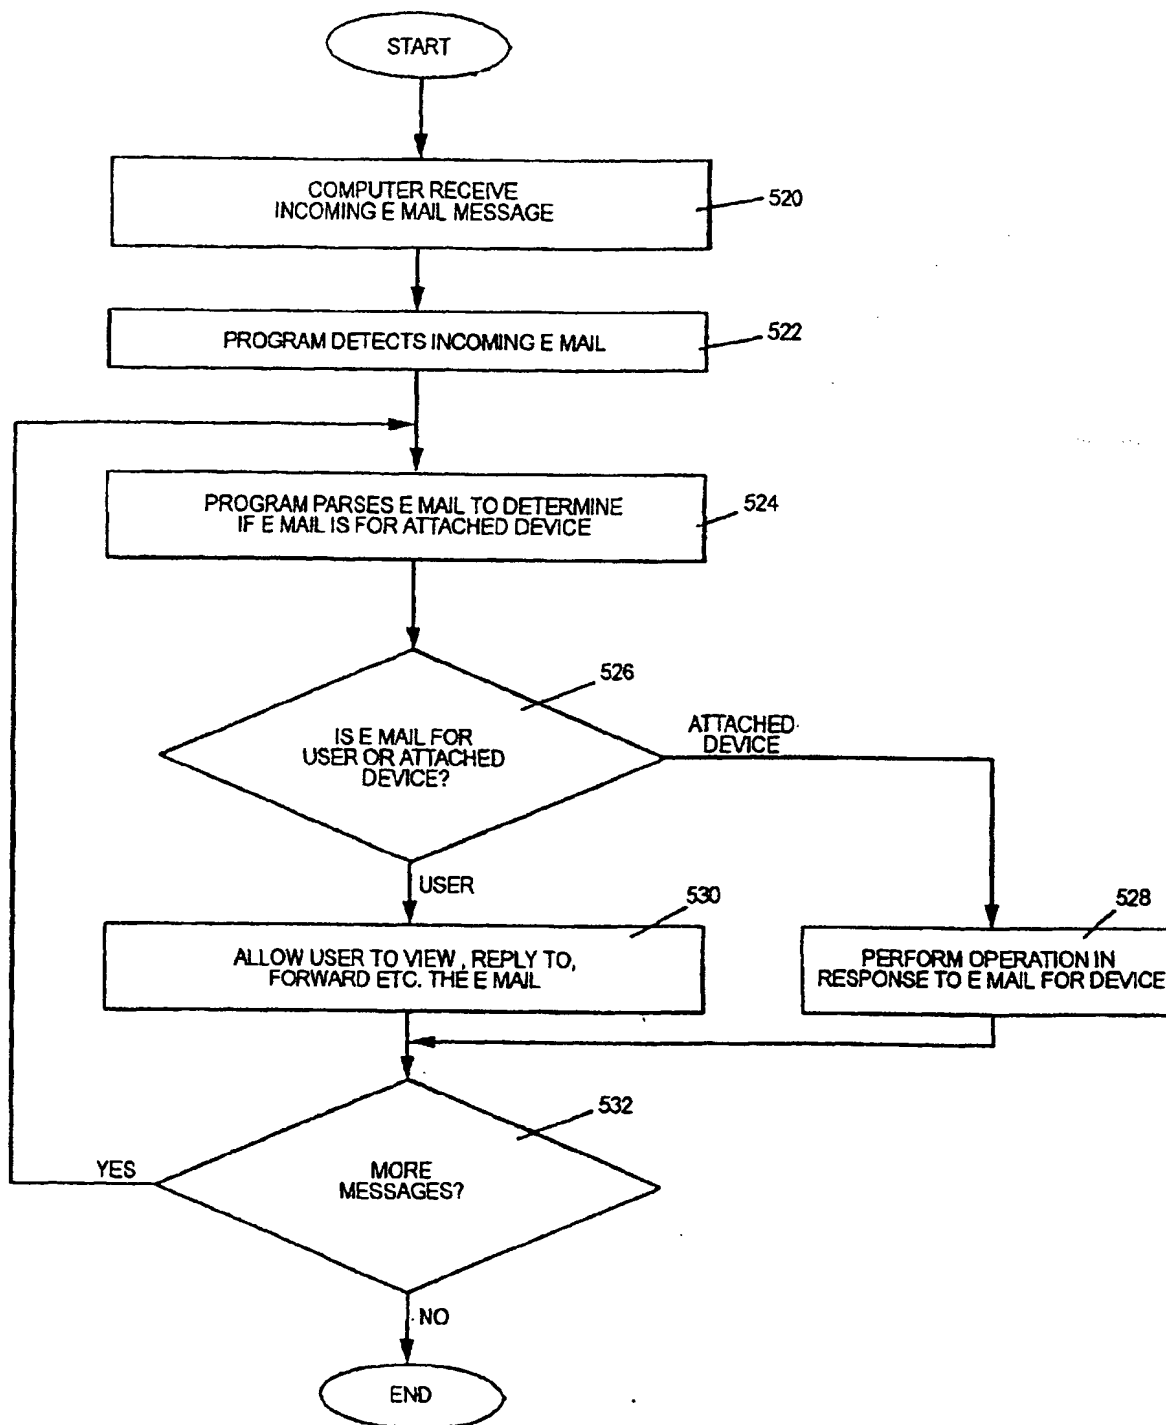 START
COMPUTER RECEIVE
INCOMING E MAIL MESSAGE
520
PROGRAM DETECTS INCOMING E MAIL
522
PROGRAM PARSES E MAIL TO DETERMINE
IF E MAIL IS FOR ATTACHED DEVICE
524
526
IS E MAIL FOR
USER OR ATTACHED
DEVICE?
ATTACHED
DEVICE
USER
530
ALLOW USER TO VIEW , REPLY TO,
FORWARD ETC. THE E MAIL
528
PERFORM OPERATION IN
RESPONSE TO E MAIL FOR DEVICE
532
YES
MORE
MESSAGES?
NO
END